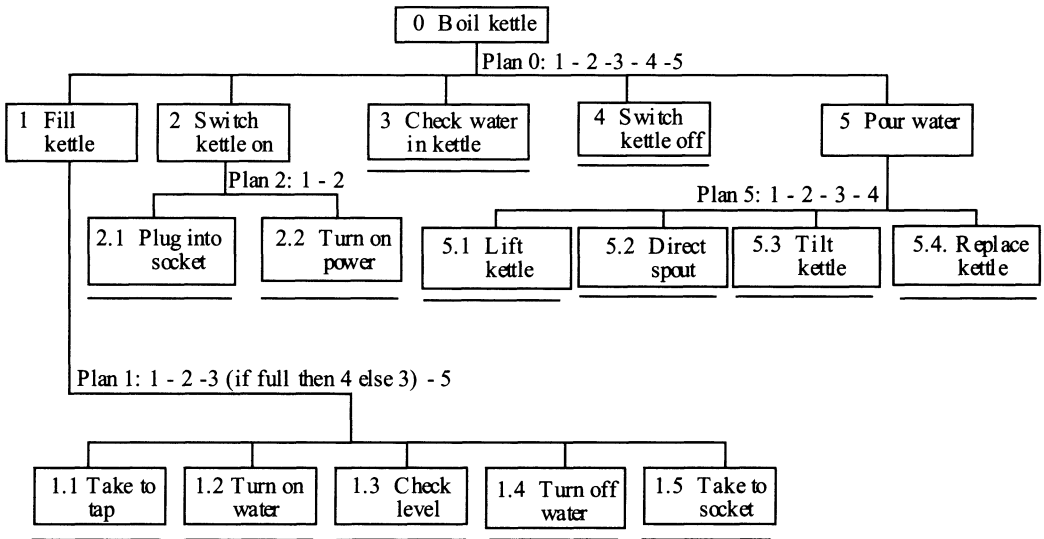 0 Boil kettle
Plan 0: 1 - 2 -3 - 4 -5
1 Fill
kettle
2 Switch
kettle on
3 Check water
in kettle
4 Switch
kettle off
5 Pour water
Plan 2: 1 - 2
Plan 5: 1 - 2 - 3 - 4
2.1 Plug into
socket
2.2 Turn on
power
5.1 Lift
kettle
5.2 Direct
spout
5.3 Tilt
kettle
5.4. Replace
kettle
Plan 1: 1 - 2 -3 (if full then 4 else 3) - 5
1.1 Take to
tap
1.2 Turn on
water
1.3 Check
level
1.4 Turn off
water
1.5 Take to
socket